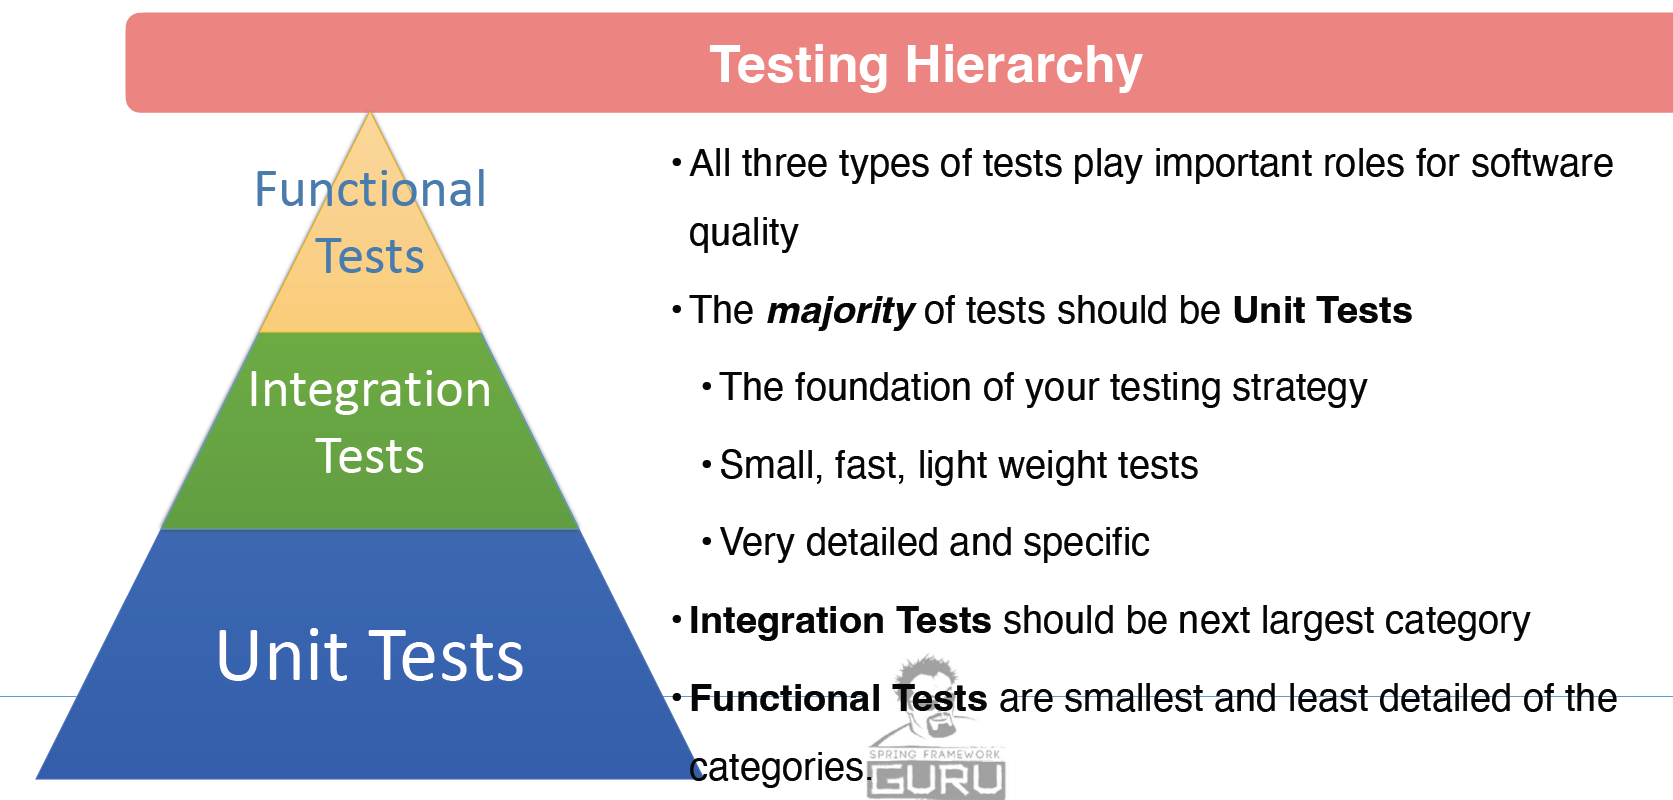 Testing Hierarchy
Functional
Tests
Integration
Tests
Unit Tests
• All three types of tests play important roles for software
quality
• The majority of tests should be Unit Tests
• The foundation of your testing strategy
• Small, fast, light weight tests
• Very detailed and specific
• Integration Tests should be next largest category
• Functional Tests are smallest and least detailed of the
categories.
SPRING FRAMEWORK
GURU